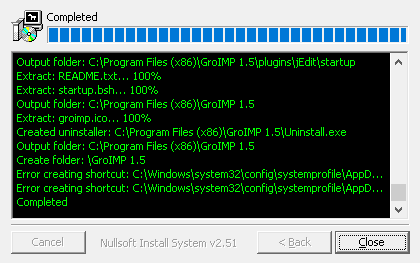 Completed
Output folder: C:\Program Files (x86)\GroIMP 1.5\plugins\jEdit\startup
Extract: README.txt... 100%
Extract: startup.bsh... 100%
Output folder: C:\Program Files (x86)\GroIMP 1.5
Extract: groimp.ico... 100%
Created uninstaller: C:\Program Files (x86)\GroIMP 1.5\Uninstall.exe
Output folder: C:\Program Files (x86)\GroIMP 1.5
Create folder: \GroIMP 1.5
Error creating shortcut: C:\Windows\system32\config\systemprofile\AppD...
Error creating shortcut: C:\Windows\system32\config\systemprofile\AppD...
Completed
Cancel Nullsoft Install System v2.51 < Back Close